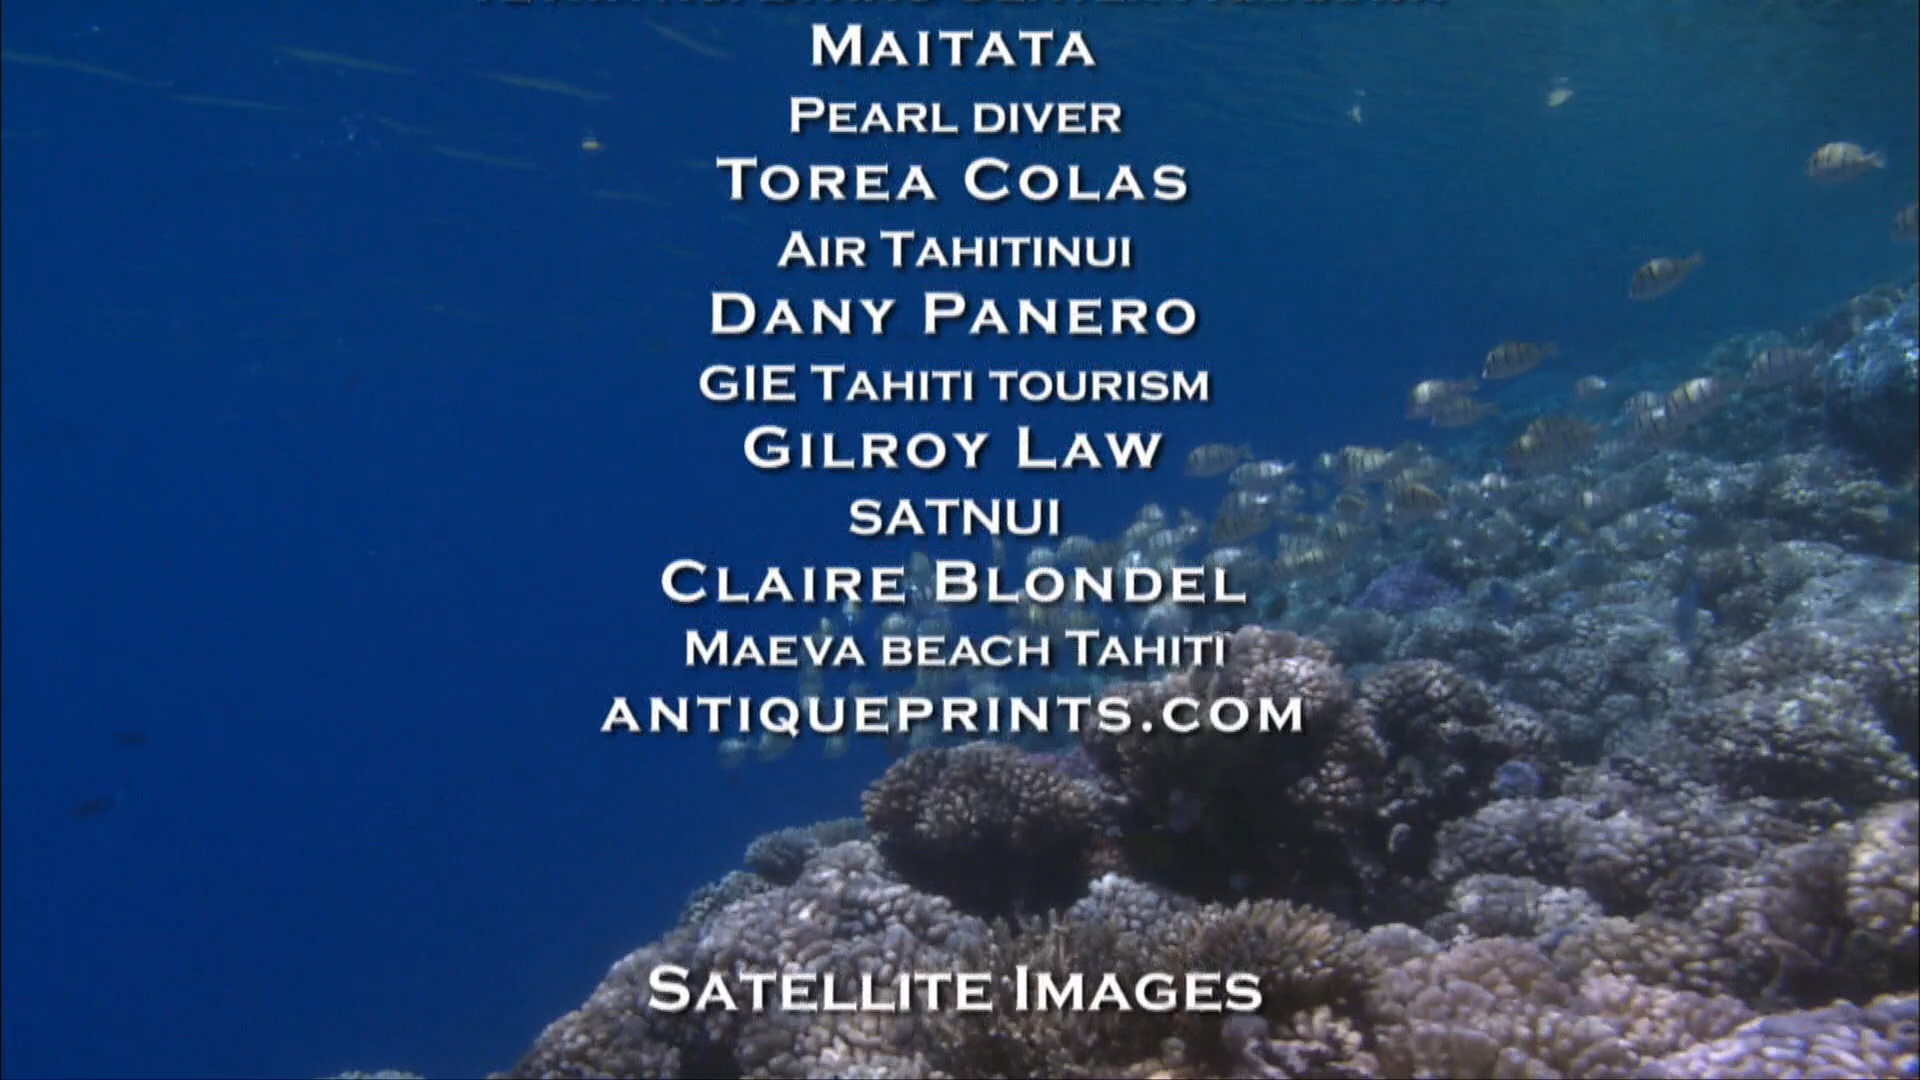 Maitata
Pearl diver
Torea Colas
Air Tahitinui
Dany Panero
GIE Tahiti tourism
Gilroy Law
SATNUI
Claire Blondel
Maeva beach Tahiti
antiqueprints.com
Satellite Images